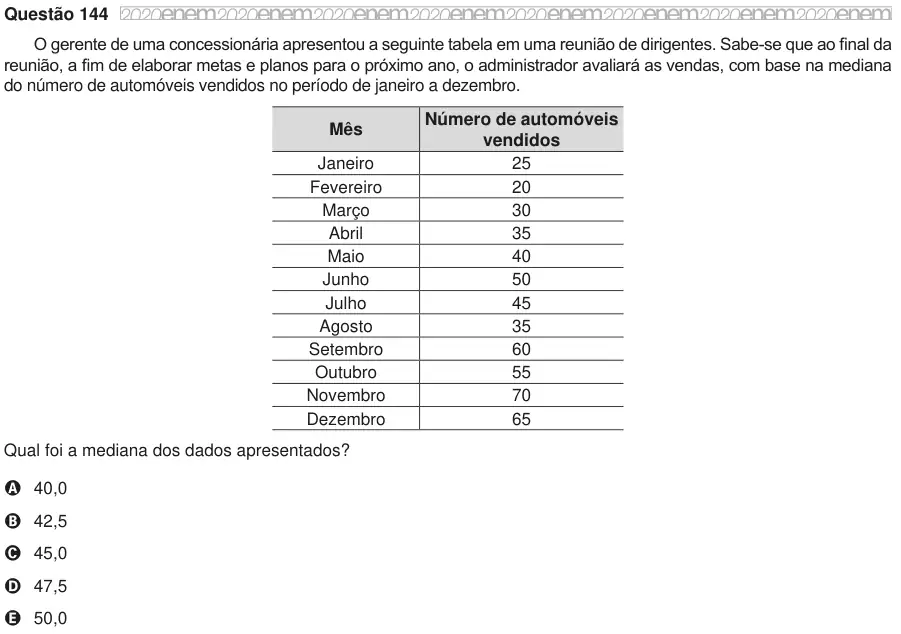 Questão 144 2020enem2020enem2020enem2020enem2020enem2020enem2020enem2020enem
O gerente de uma concessionária apresentou a seguinte tabela em uma reunião de dirigentes. Sabe-se que ao final da
reunião, a fim de elaborar metas e planos para o próximo ano, o administrador avaliará as vendas, com base na mediana
do número de automóveis vendidos no período de janeiro a dezembro.
Mês Número de automóveis
vendidos
Janeiro 25
Fevereiro 20
Março 30
Abril 35
Maio 40
Junho 50
Julho 45
Agosto 35
Setembro 60
Outubro 55
Novembro 70
Dezembro 65
Qual foi a mediana dos dados apresentados?
A 40,0
B 42,5
C 45,0
D 47,5
E 50,0